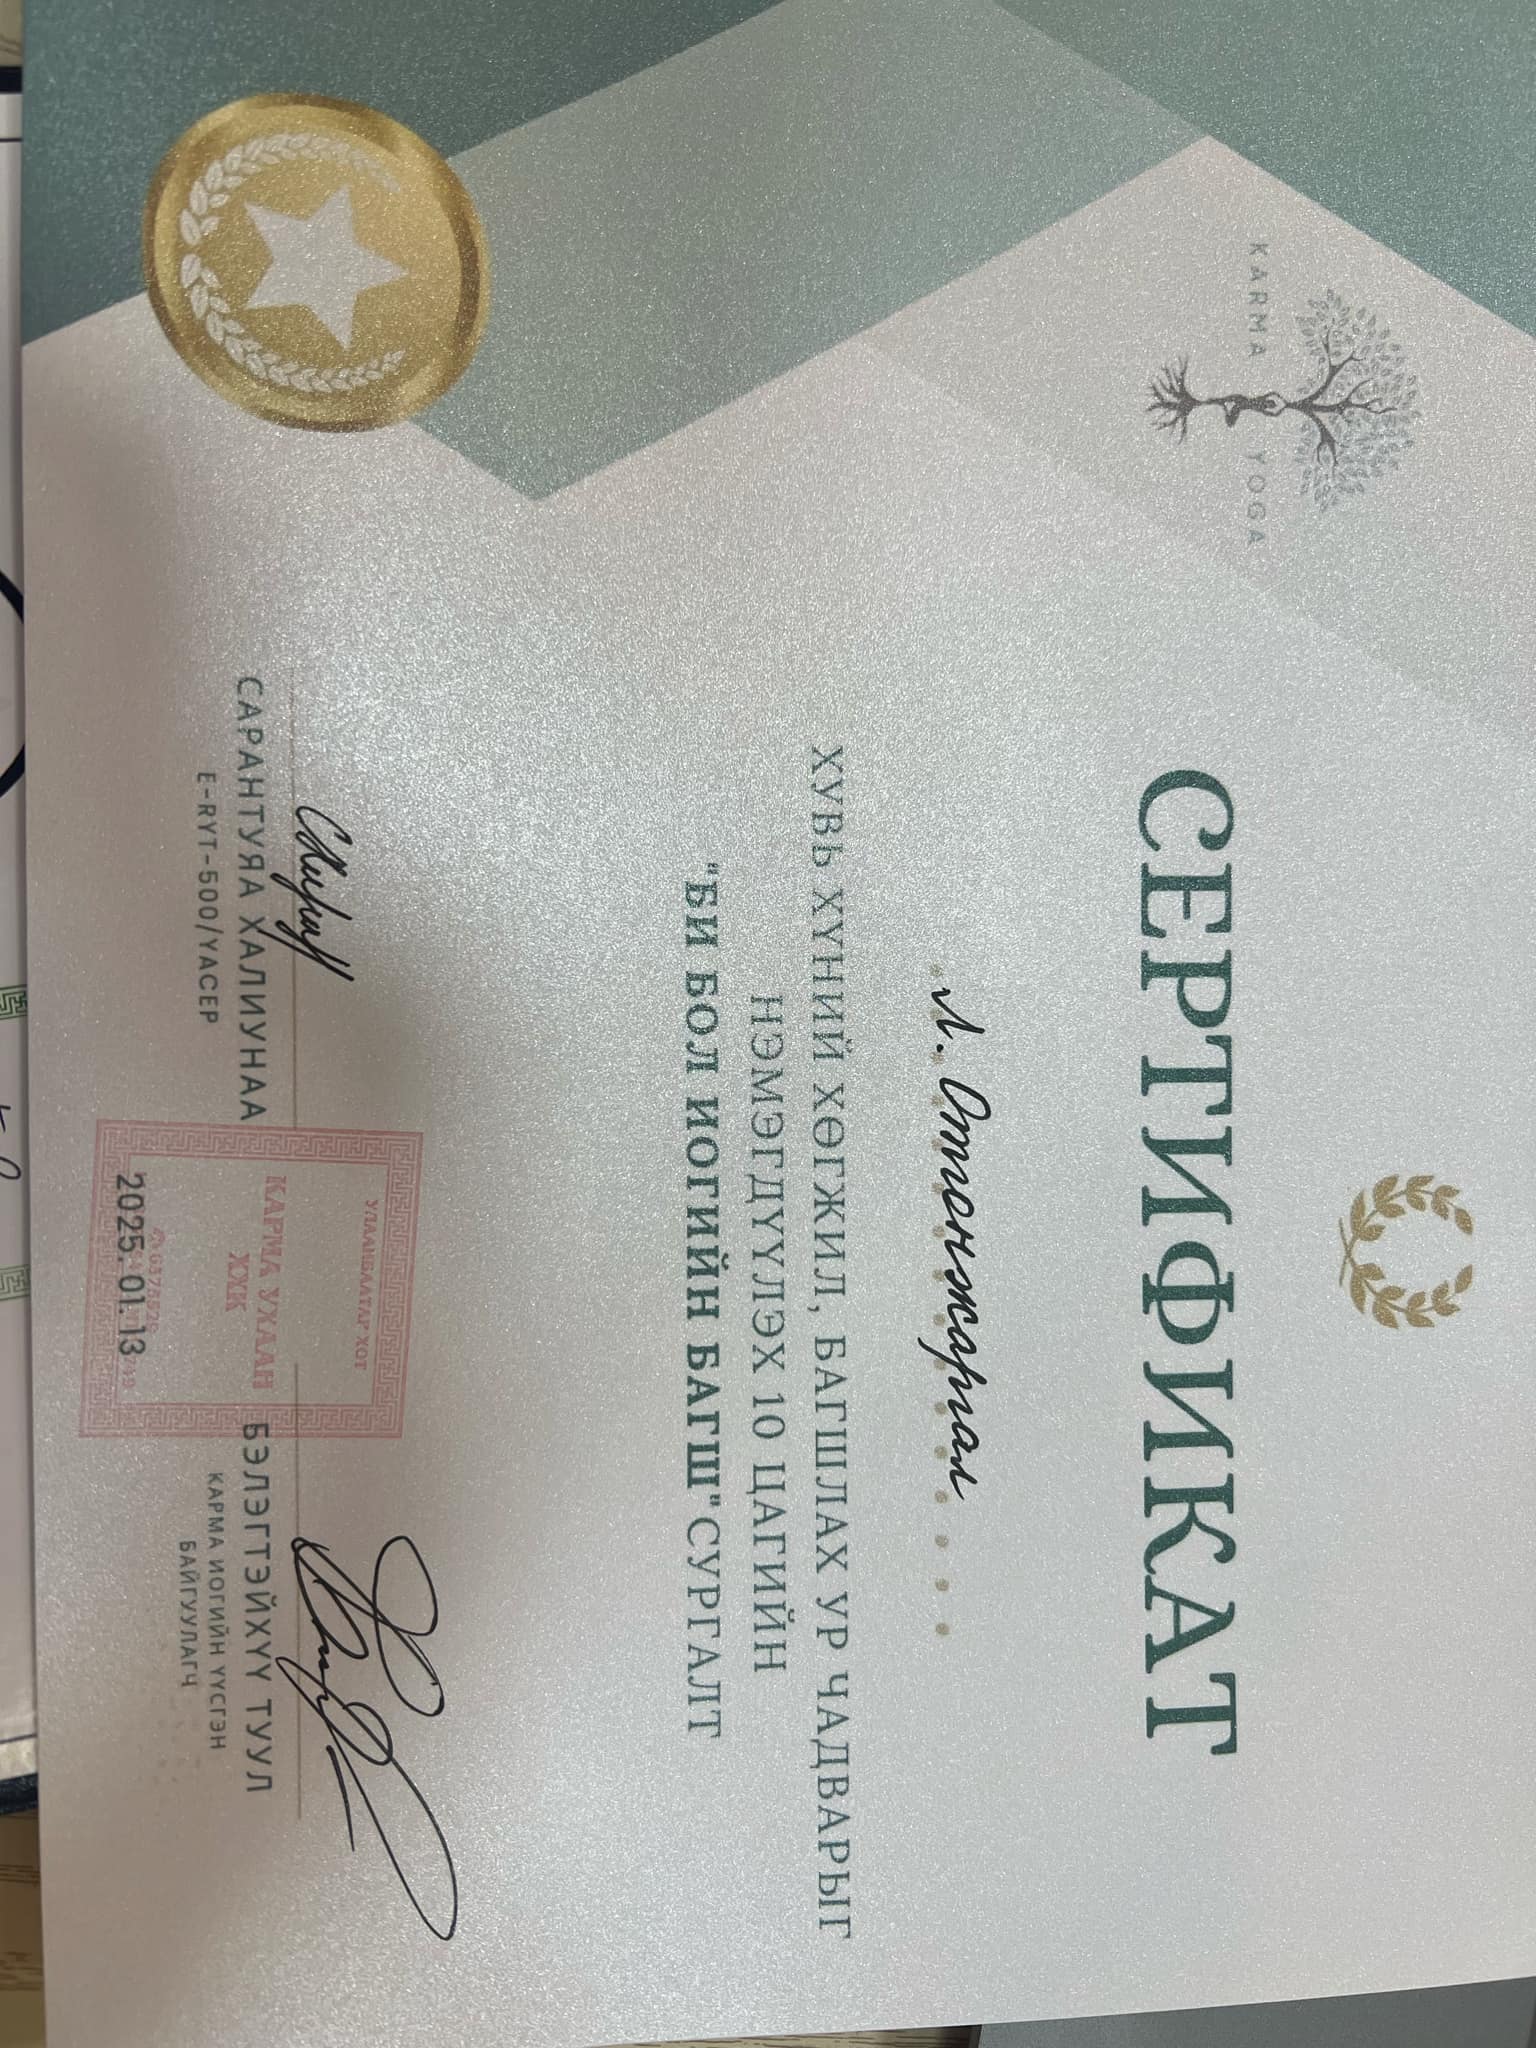 KARMA YOGA
СЕРТИФИКАТ
Л. Отгонжаргал
ХУВЬ ХҮНИЙ ХӨГЖИЛ, БАГШЛАХ УР ЧАДВАРЫГ
НЭМЭГДҮҮЛЭХ 10 ЦАГИЙН
"БИ БОЛ ИОГИЙН БАГШ" СУРГАЛТ
САРАНТУЯА ХАЛИУНАА
E-RYT-500/YACEP
УЛААНБААТАР ХОТ
КАРМА УХААН
ХХК
2025.01.13
БЭЛЭГТЭЙХҮҮ ТУУЛ
КАРМА ИОГИЙН ҮҮСГЭН
БАЙГУУЛАГЧ